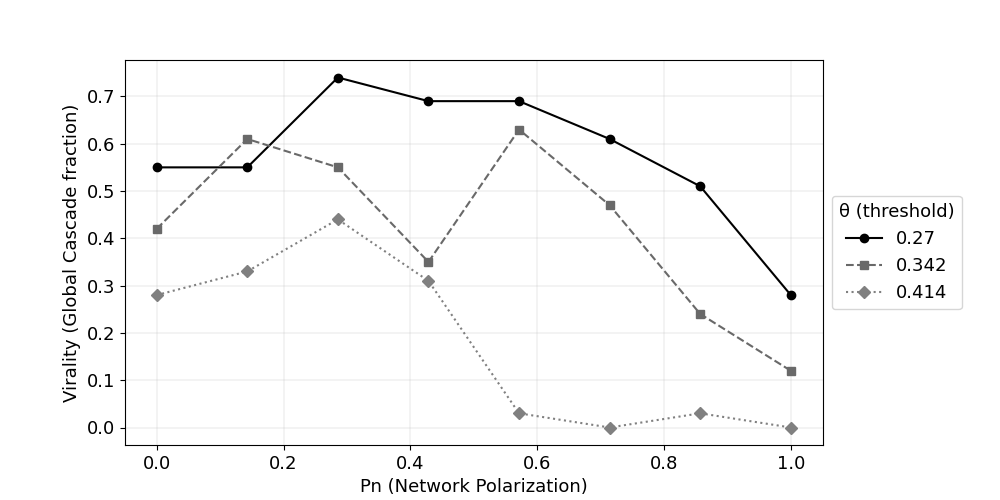 Virality (Global Cascade fraction)
0.7
0.6
0.5
0.4
0.3
0.2
0.1
0.0
0.0 0.2 0.4 0.6 0.8 1.0
Pn (Network Polarization)
θ (threshold)
0.27
0.342
0.414